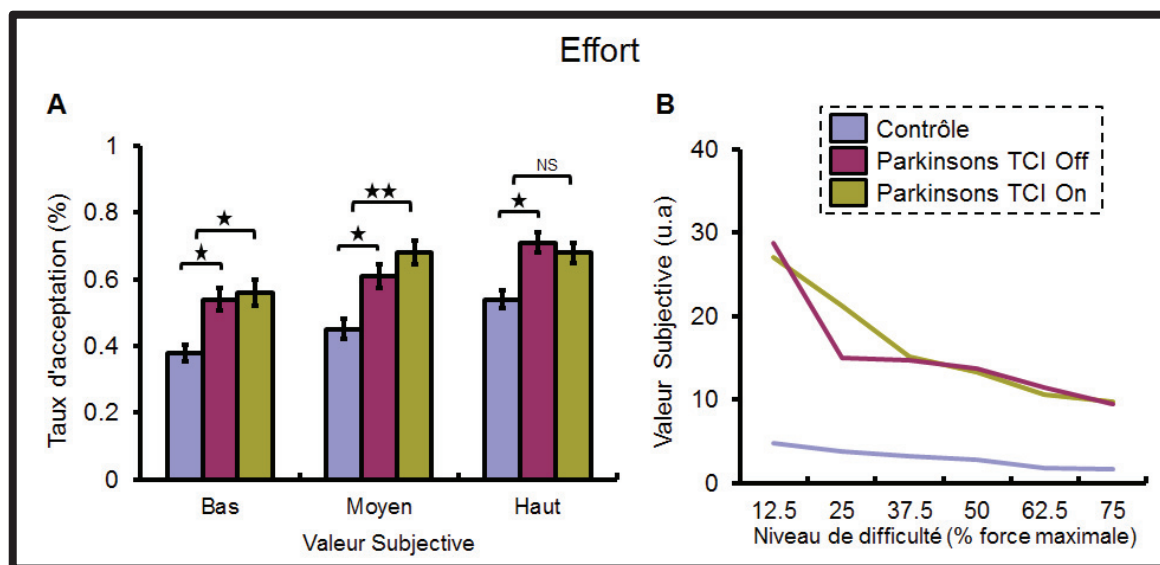 Effort
A
Taux d'acceptation (%)
1
0.8
0.6
0.4
0.2
0
★
★
★
★★
★
NS
Bas
Moyen
Haut
Valeur Subjective
B
Contrôle
Parkinsons TCI Off
Parkinsons TCI On
Valeur Subjective (u.a)
40
30
20
10
0
12.5 25 37.5 50 62.5 75
Niveau de difficulté (% force maximale)